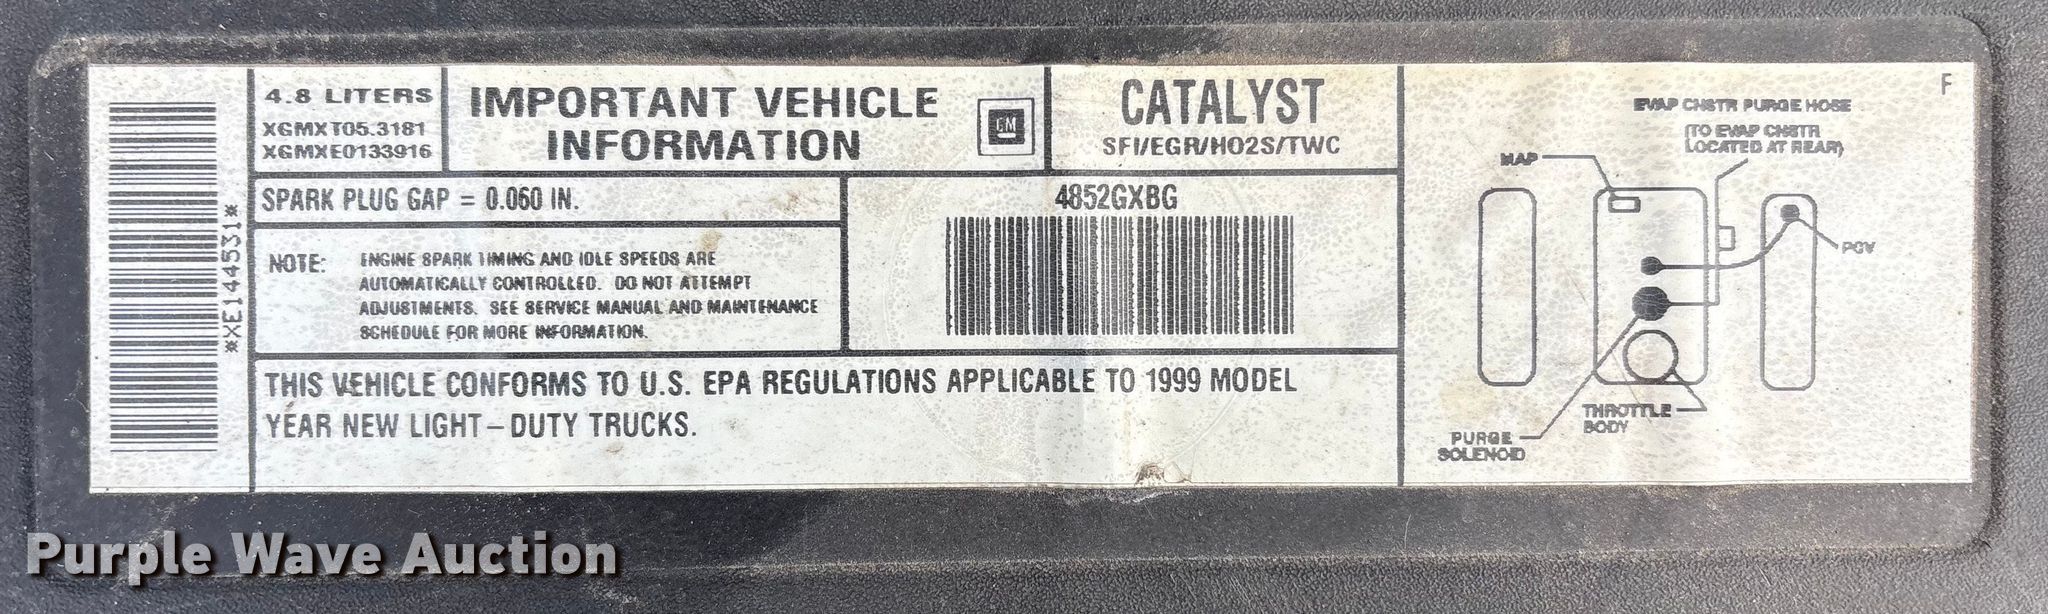 *XE144531*
4.8 LITERS
XGMXT05.3181
XGMXE0133916
IMPORTANT VEHICLE
INFORMATION
GM
CATALYST
SFI/EGR/HO2S/TWC
SPARK PLUG GAP = 0.060 IN.
NOTE: ENGINE SPARK TIMING AND IDLE SPEEDS ARE
AUTOMATICALLY CONTROLLED. DO NOT ATTEMPT
ADJUSTMENTS. SEE SERVICE MANUAL AND MAINTENANCE
SCHEDULE FOR MORE INFORMATION.
4852GXBG
THIS VEHICLE CONFORMS TO U.S. EPA REGULATIONS APPLICABLE TO 1999 MODEL
YEAR NEW LIGHT-DUTY TRUCKS.
F
EVAP CNSTR PURGE HOSE
(TO EVAP CNSTR
LOCATED AT REAR)
MAP
PCV
THROTTLE
BODY
PURGE
SOLENOID
Purple Wave Auction